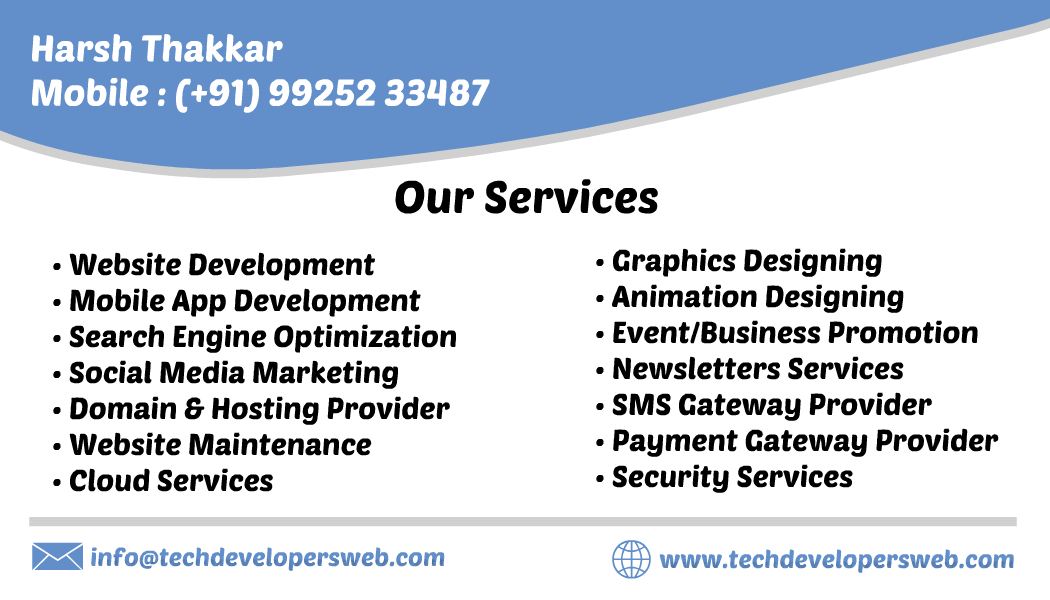 Harsh Thakkar
Mobile : (+91) 99252 33487
Our Services
• Website Development
• Mobile App Development
• Search Engine Optimization
• Social Media Marketing
• Domain & Hosting Provider
• Website Maintenance
• Cloud Services
• Graphics Designing
• Animation Designing
• Event/Business Promotion
• Newsletters Services
• SMS Gateway Provider
• Payment Gateway Provider
• Security Services
info@techdevelopersweb.com
www.techdevelopersweb.com